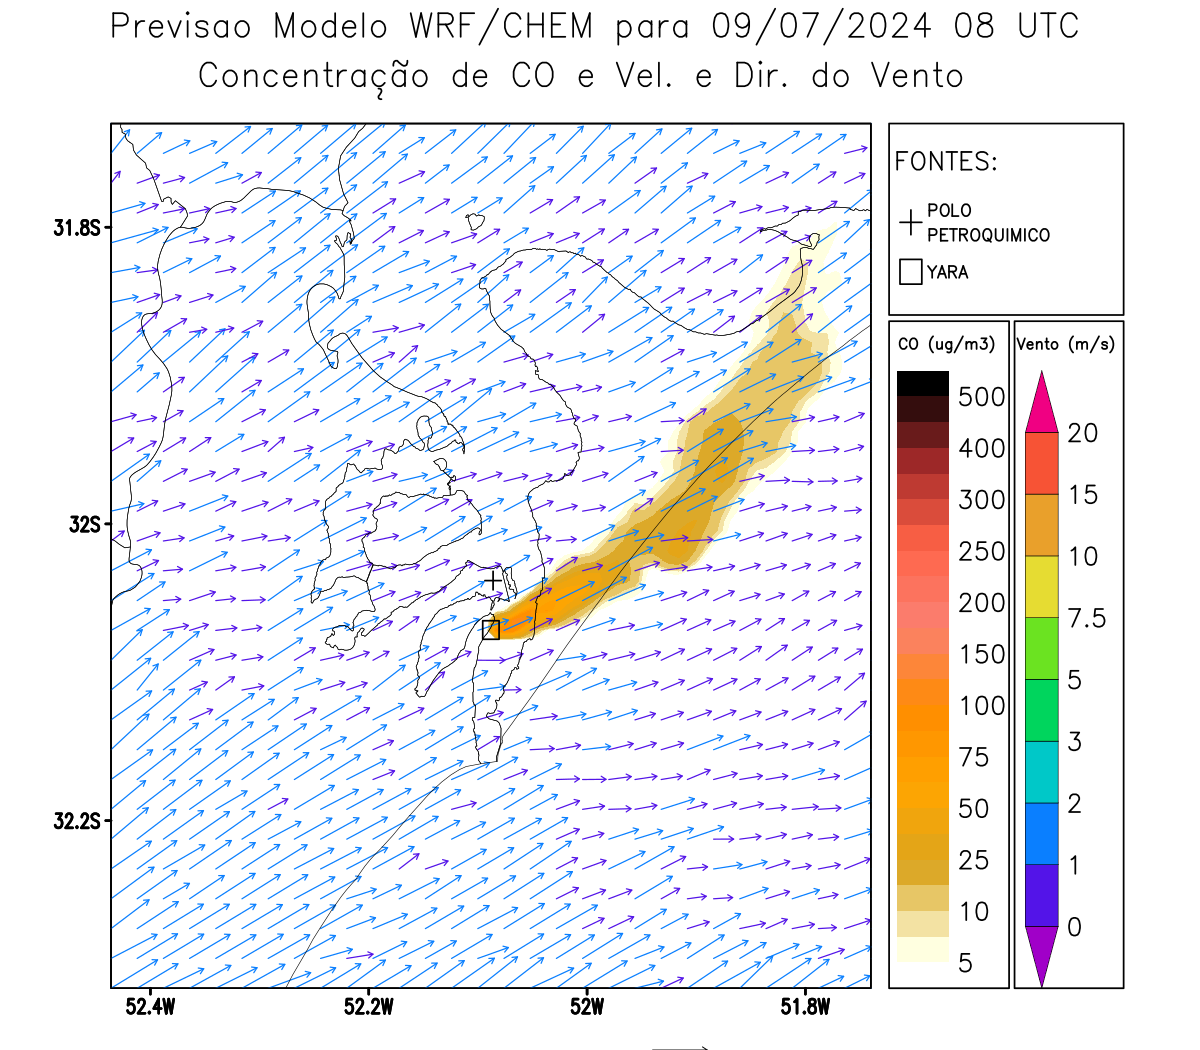 Previsao Modelo WRF/CHEM para 09/07/2024 08 UTC
Concentração de CO e Vel. e Dir. do Vento
FONTES:
POLO
PETROQUIMICO
YARA
CO (ug/m3)
500
400
300
250
200
150
100
75
50
25
10
5
Vento (m/s)
20
15
10
7.5
5
3
2
1
0
31.8S
32S
32.2S
52.4W
52.2W
52W
51.8W